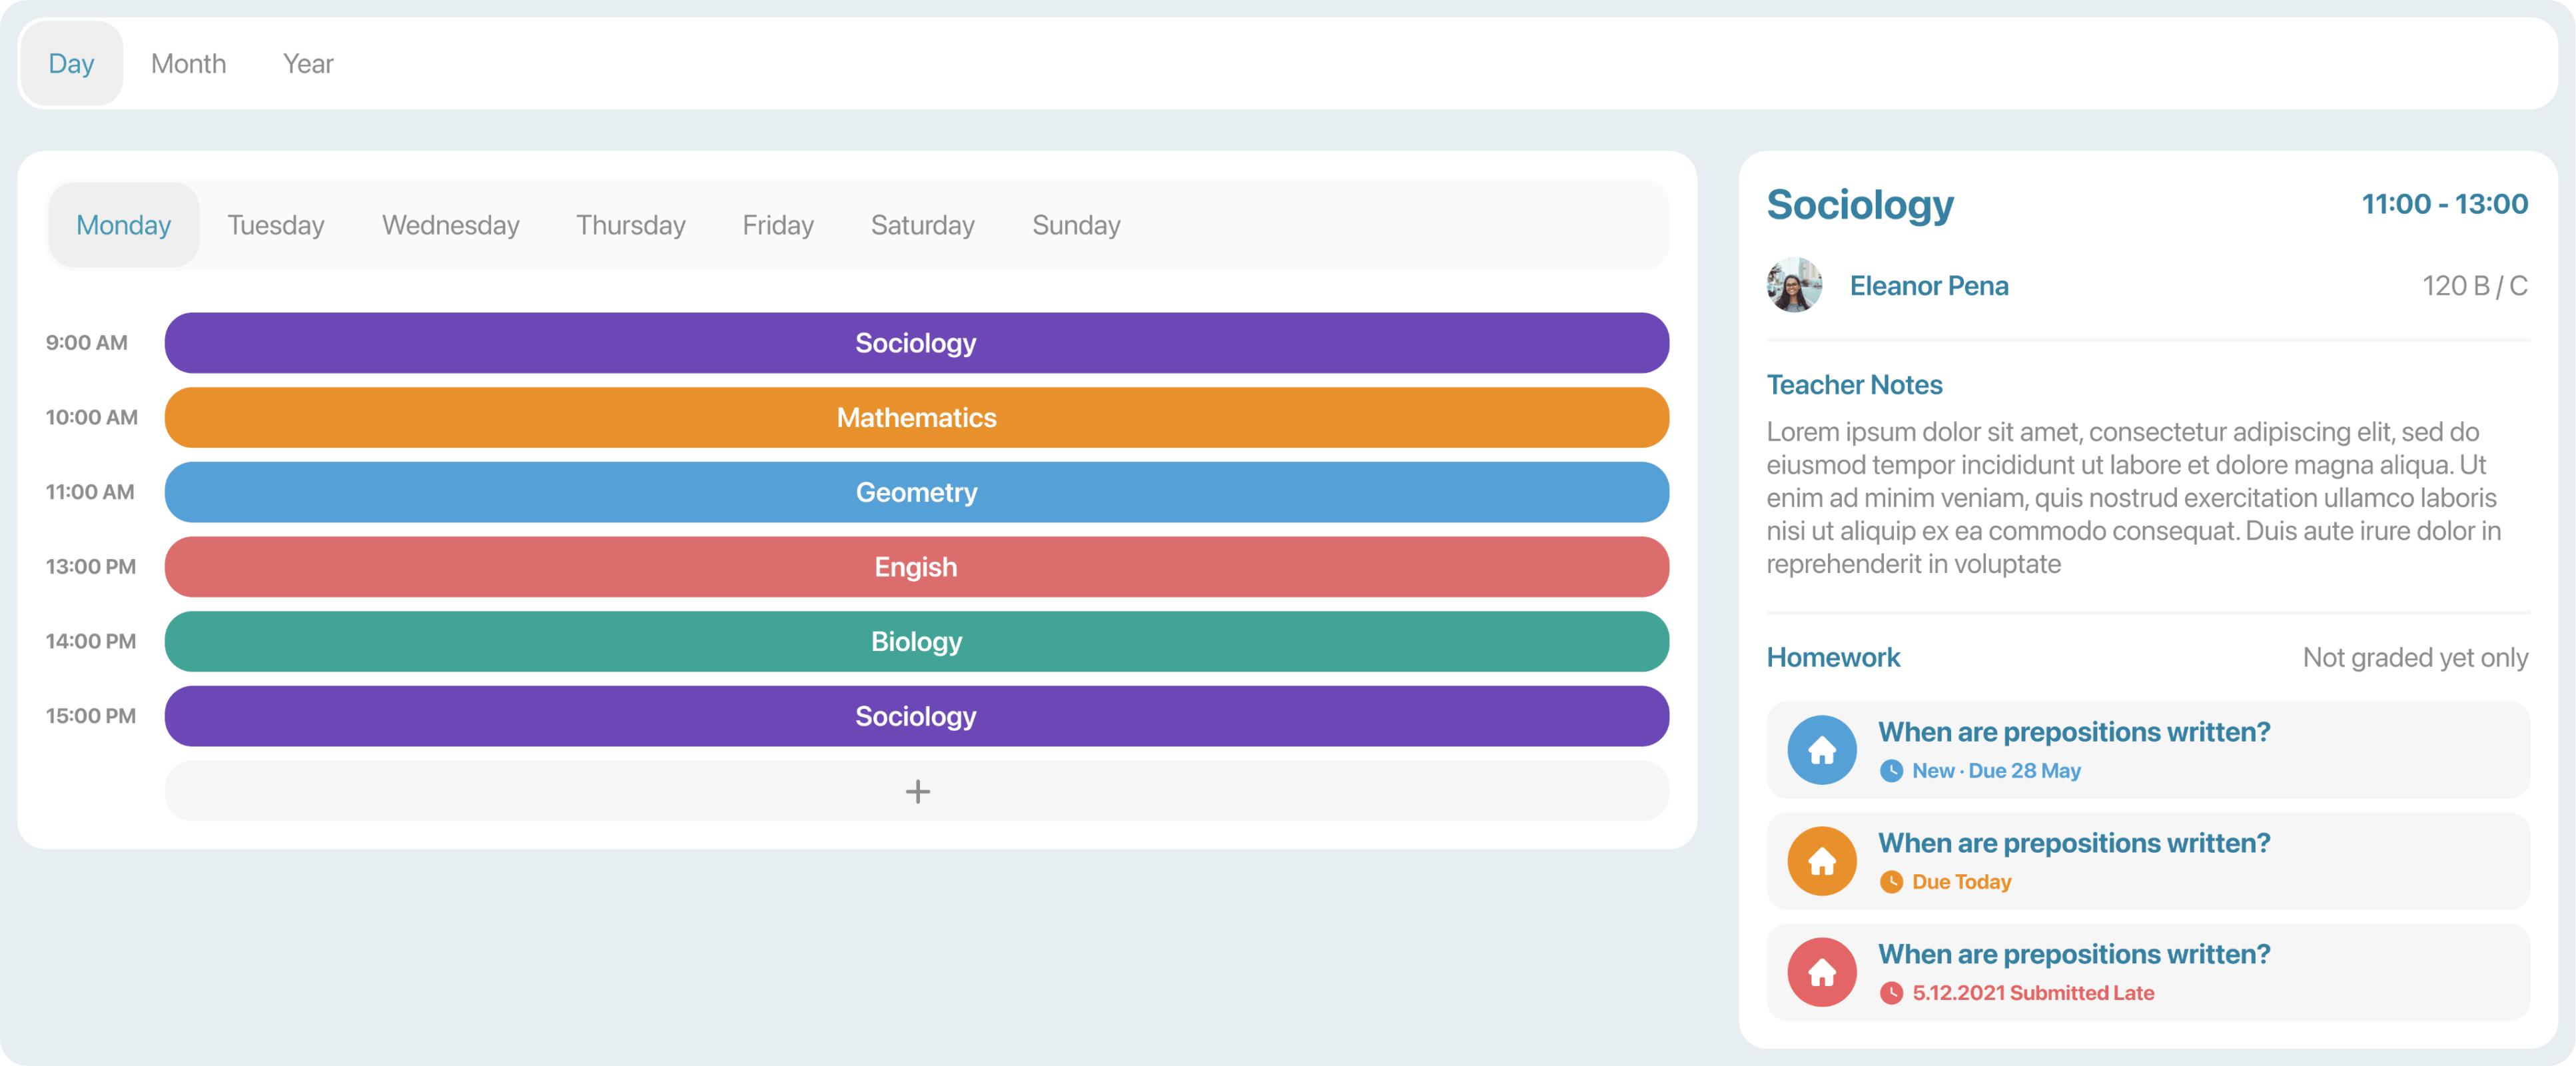 Day Month Year
Monday Tuesday Wednesday Thursday Friday Saturday Sunday
9:00 AM Sociology
10:00 AM Mathematics
11:00 AM Geometry
13:00 PM Engish
14:00 PM Biology
15:00 PM Sociology
+
Sociology 11:00 - 13:00
Eleanor Pena 120 B / C
Teacher Notes
Lorem ipsum dolor sit amet, consectetur adipiscing elit, sed do
eiusmod tempor incididunt ut labore et dolore magna aliqua. Ut
enim ad minim veniam, quis nostrud exercitation ullamco laboris
nisi ut aliquip ex ea commodo consequat. Duis aute irure dolor in
reprehenderit in voluptate
Homework Not graded yet only
When are prepositions written?
New · Due 28 May
When are prepositions written?
Due Today
When are prepositions written?
5.12.2021 Submitted Late